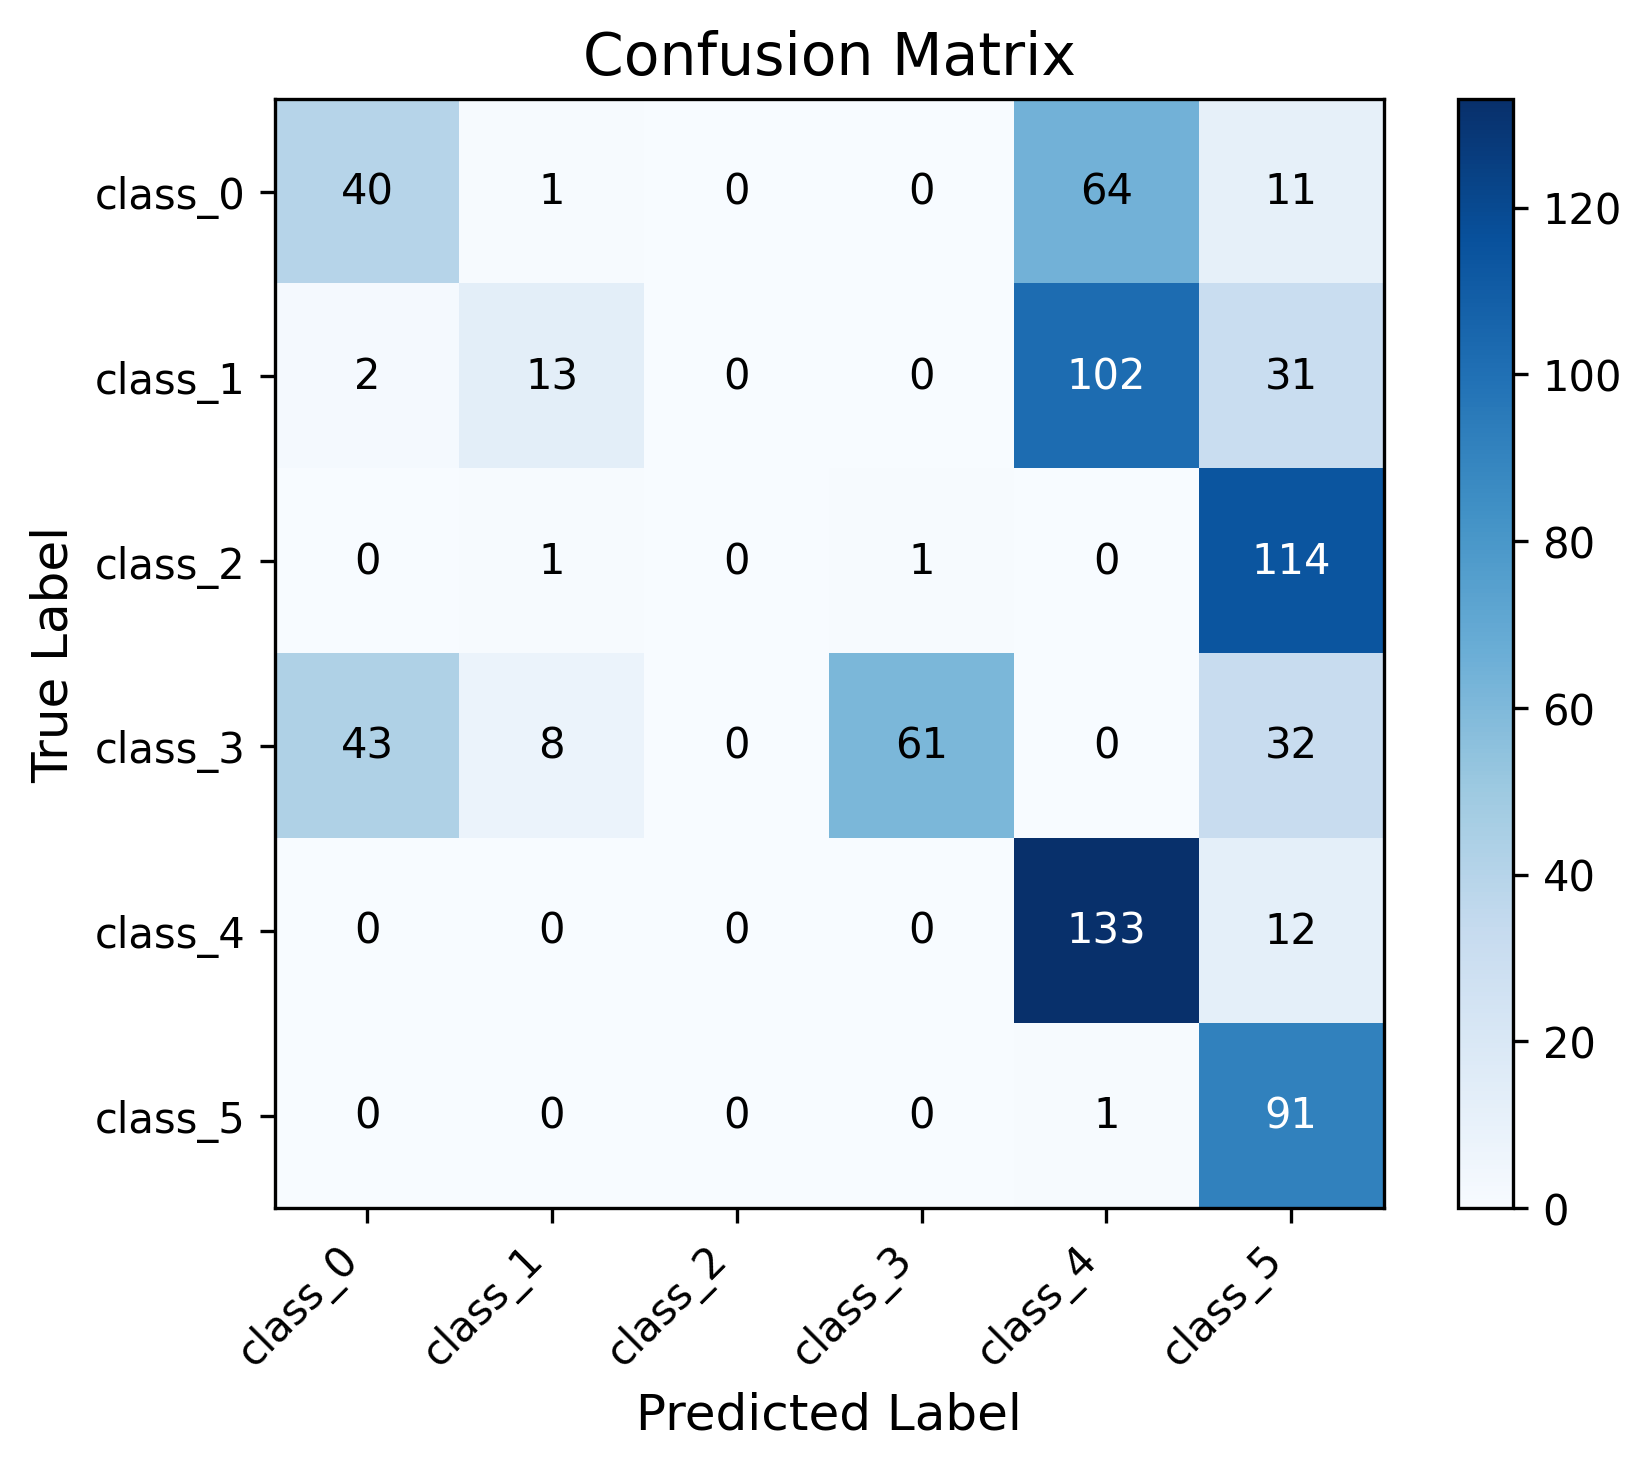 Confusion Matrix
class_0 40 1 0 0 64 11
class_1 2 13 0 0 102 31
class_2 0 1 0 1 0 114
class_3 43 8 0 61 0 32
class_4 0 0 0 0 133 12
class_5 0 0 0 0 1 91
class_0 class_1 class_2 class_3 class_4 class_5
Predicted Label
True Label
120
100
80
60
40
20
0